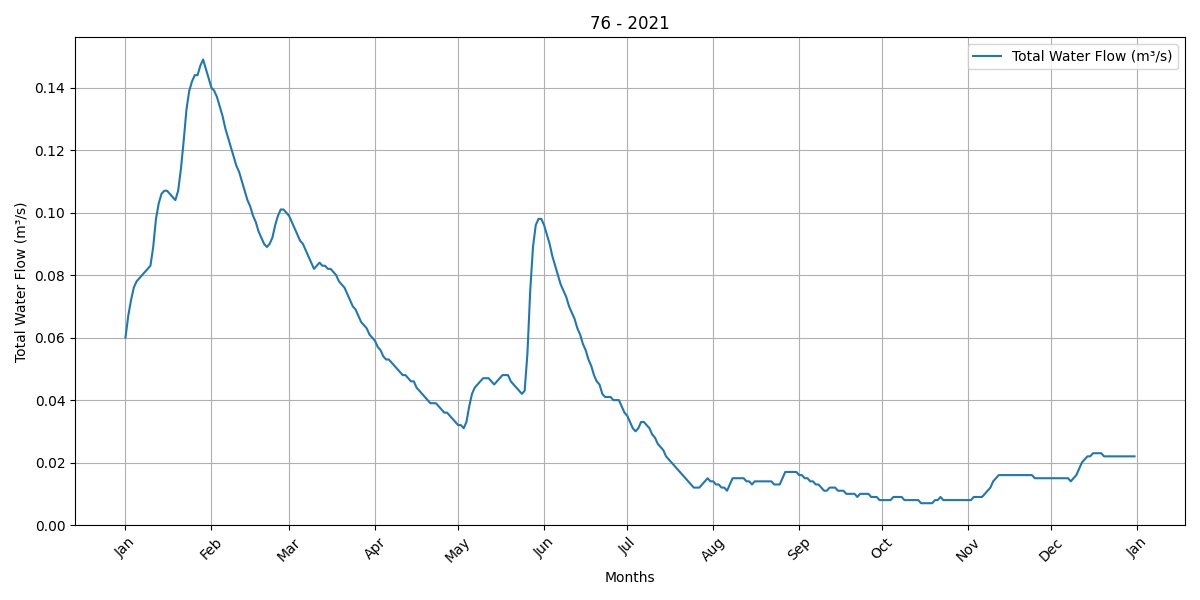 76 - 2021
Total Water Flow (m³/s)
Total Water Flow (m³/s)
0.14
0.12
0.10
0.08
0.06
0.04
0.02
0.00
Jan
Feb
Mar
Apr
May
Jun
Jul
Aug
Sep
Oct
Nov
Dec
Jan
Months